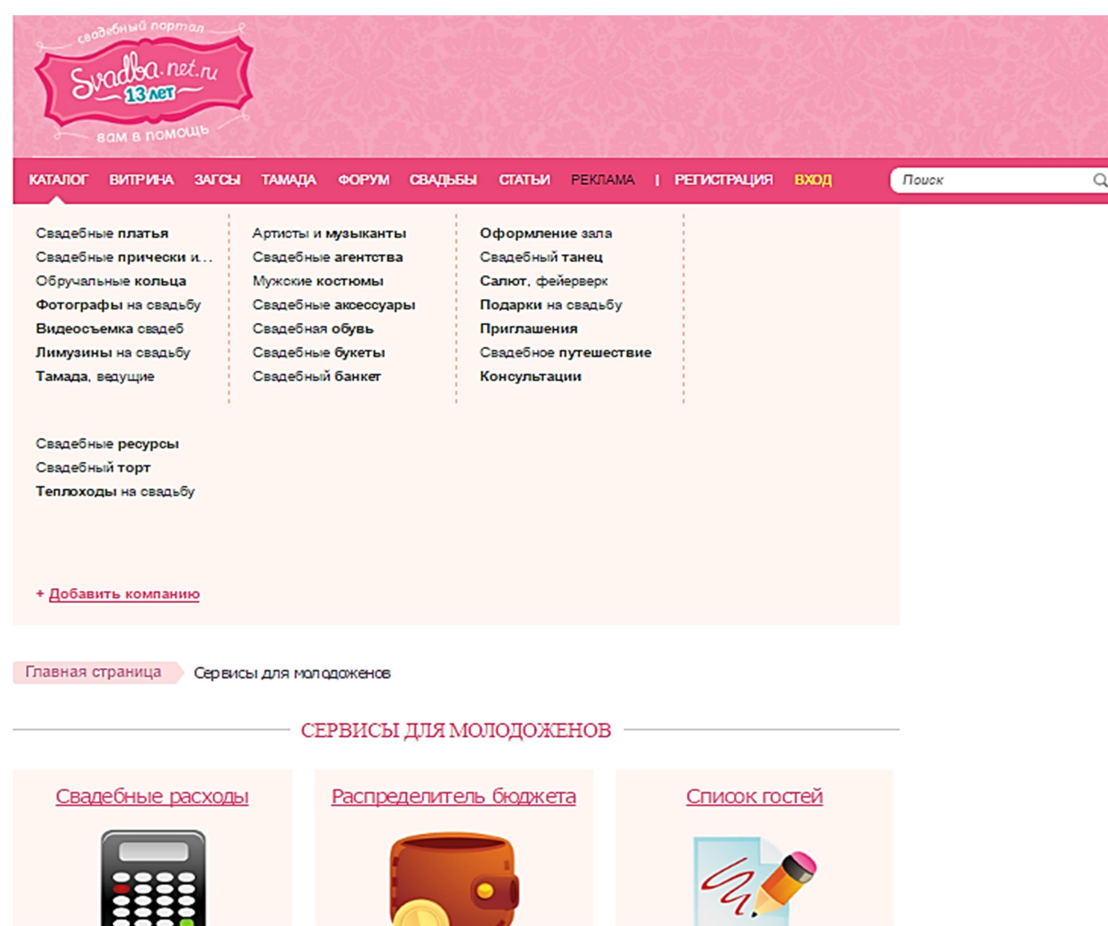 свадебный портал
Svadba.net.ru
13 лет
вам в помощь
КАТАЛОГ ВИТРИНА ЗАГСЫ ТАМАДА ФОРУМ СВАДЬБЫ СТАТЬИ РЕКЛАМА | РЕГИСТРАЦИЯ ВХОД Поиск
Свадебные платья
Свадебные прически и...
Обручальные кольца
Фотографы на свадьбу
Видеосъемка свадеб
Лимузины на свадьбу
Тамада, ведущие
Артисты и музыканты
Свадебные агентства
Мужские костюмы
Свадебные аксессуары
Свадебная обувь
Свадебные букеты
Свадебный банкет
Оформление зала
Свадебный танец
Салют, фейерверк
Подарки на свадьбу
Приглашения
Свадебное путешествие
Консультации
Свадебные ресурсы
Свадебный торт
Теплоходы на свадьбу
+ Добавить компанию
Главная страница Сервисы для молодоженов
СЕРВИСЫ ДЛЯ МОЛОДОЖЕНОВ
Свадебные расходы
Распределитель бюджета
Список гостей